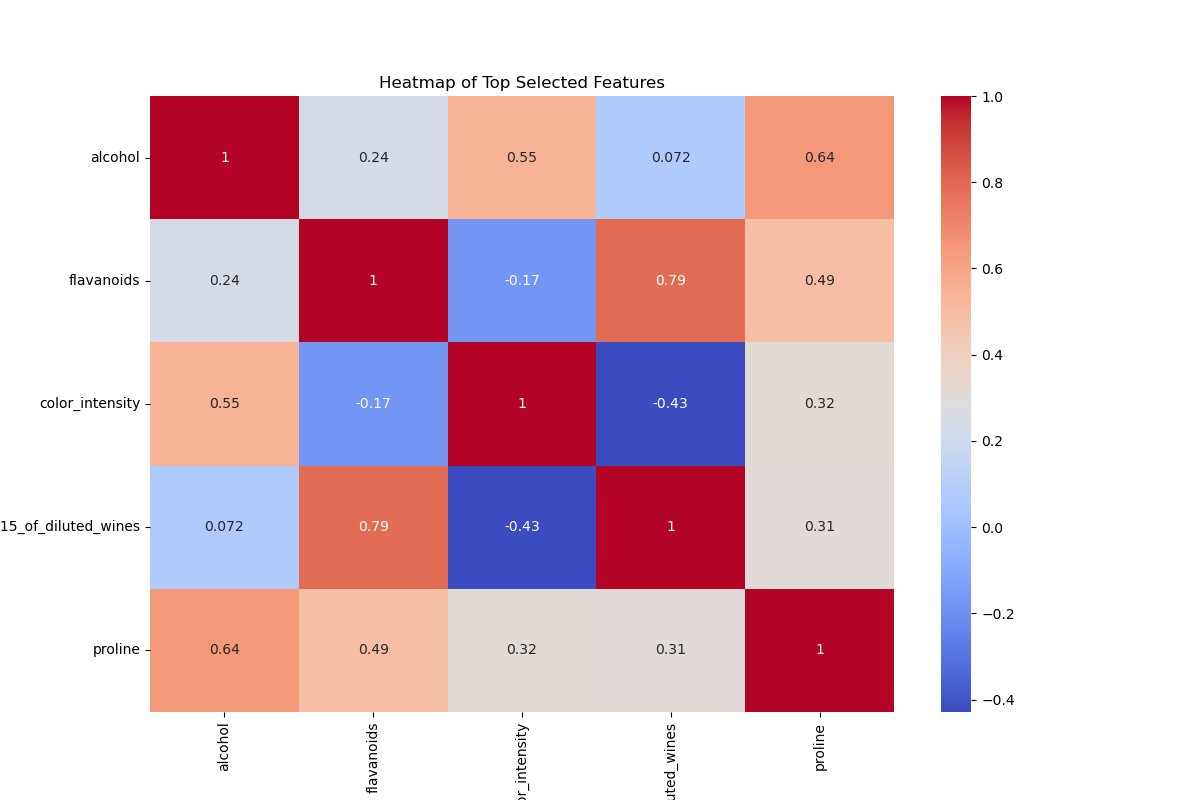 Heatmap of Top Selected Features
alcohol 1 0.24 0.55 0.072 0.64
flavanoids 0.24 1 -0.17 0.79 0.49
color_intensity 0.55 -0.17 1 -0.43 0.32
15_of_diluted_wines 0.072 0.79 -0.43 1 0.31
proline 0.64 0.49 0.32 0.31 1
alcohol
flavanoids
or_intensity
uted_wines
proline
1.0
0.8
0.6
0.4
0.2
0.0
−0.2
−0.4